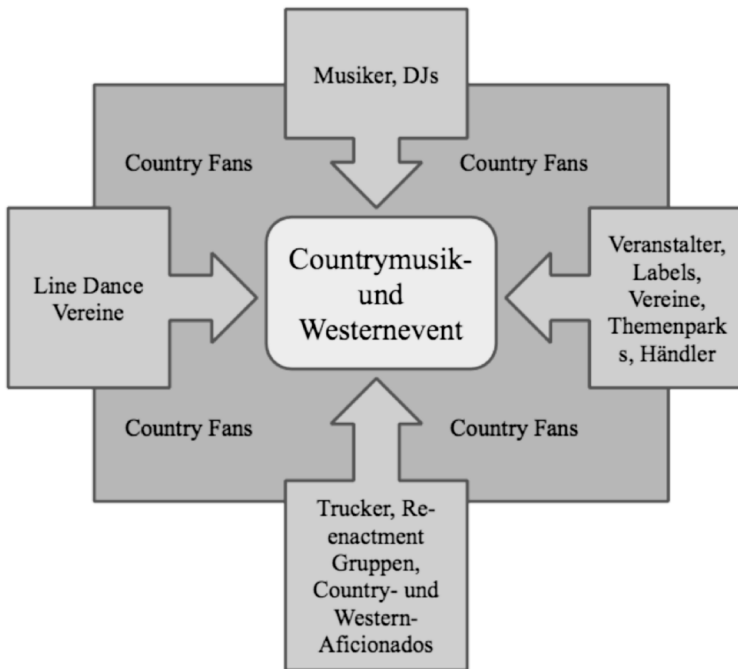 Musiker, DJs
Country Fans
Country Fans
Line Dance
Vereine
Countrymusik-
und
Westernevent
Veranstalter,
Labels,
Vereine,
Themenpark
s, Händler
Country Fans
Country Fans
Trucker, Re-
enactment
Gruppen,
Country- und
Western-
Aficionados